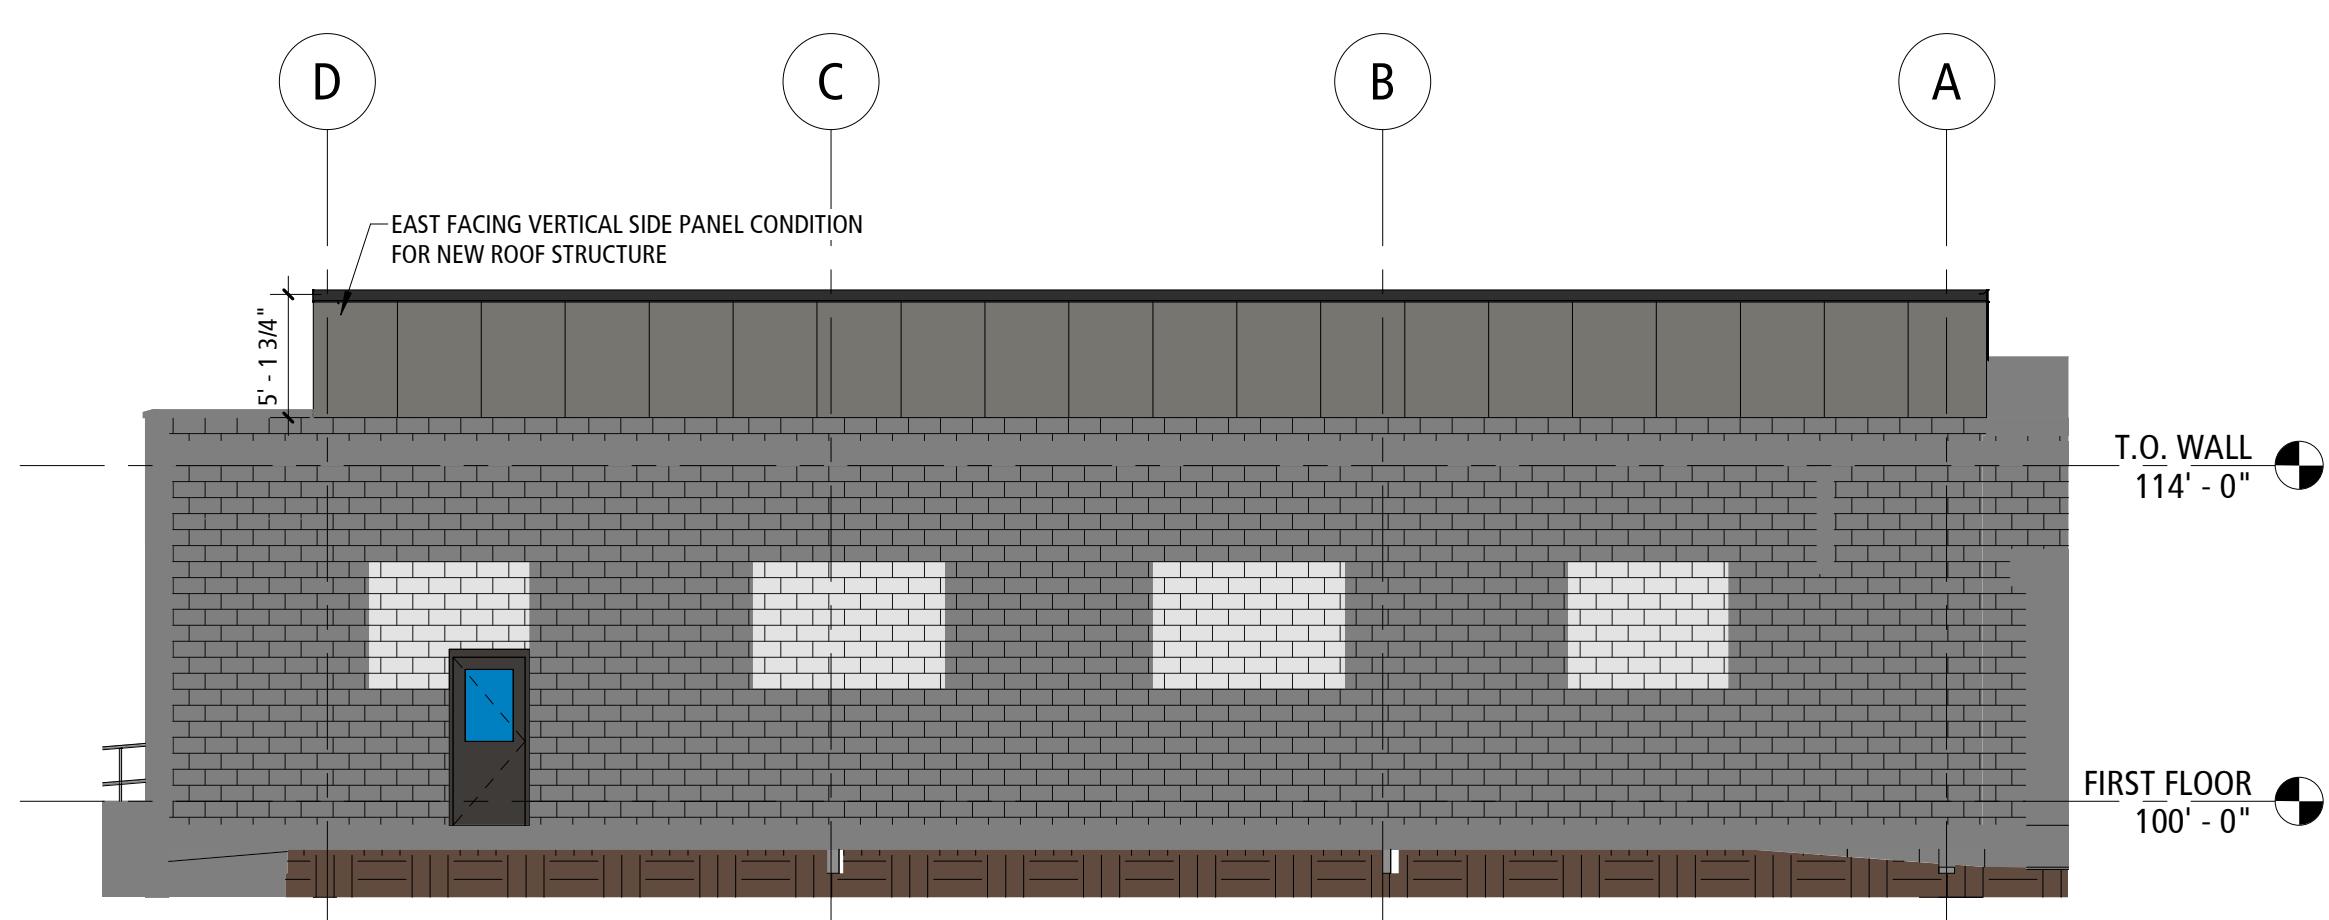 D
C
B
A
EAST FACING VERTICAL SIDE PANEL CONDITION
FOR NEW ROOF STRUCTURE
5' - 1 3/4"
T.O. WALL
114' - 0"
FIRST FLOOR
100' - 0"